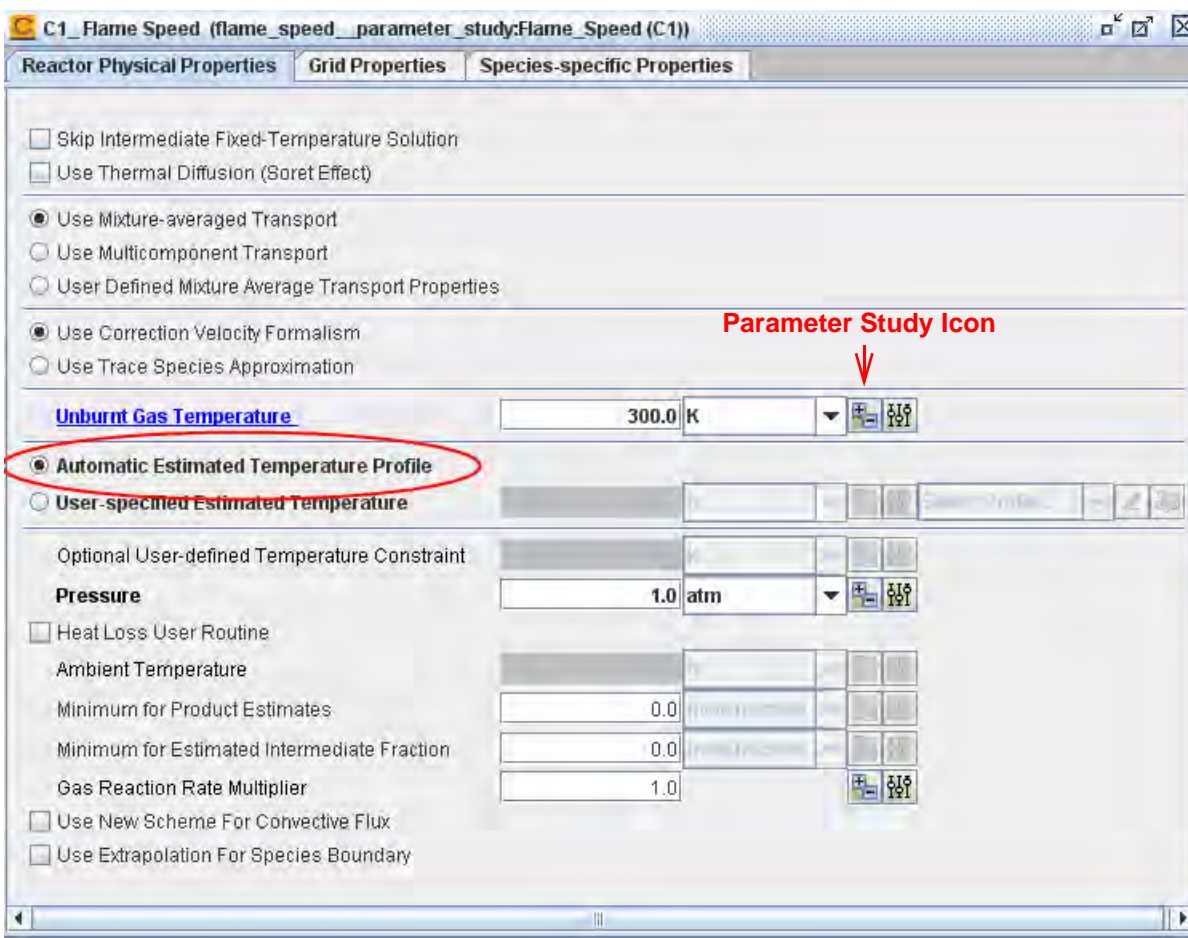 C1_ Flame Speed (flame_speed__parameter_study:Flame_Speed (C1))
Reactor Physical Properties Grid Properties Species-specific Properties
Skip Intermediate Fixed-Temperature Solution
Use Thermal Diffusion (Soret Effect)
Use Mixture-averaged Transport
Use Multicomponent Transport
User Defined Mixture Average Transport Properties
Use Correction Velocity Formalism
Parameter Study Icon
Use Trace Species Approximation
Unburnt Gas Temperature 300.0 K
Automatic Estimated Temperature Profile
User-specified Estimated Temperature
Optional User-defined Temperature Constraint K
Pressure 1.0 atm
Heat Loss User Routine
Ambient Temperature
Minimum for Product Estimates 0.0
Minimum for Estimated Intermediate Fraction 0.0
Gas Reaction Rate Multiplier 1.0
Use New Scheme For Convective Flux
Use Extrapolation For Species Boundary